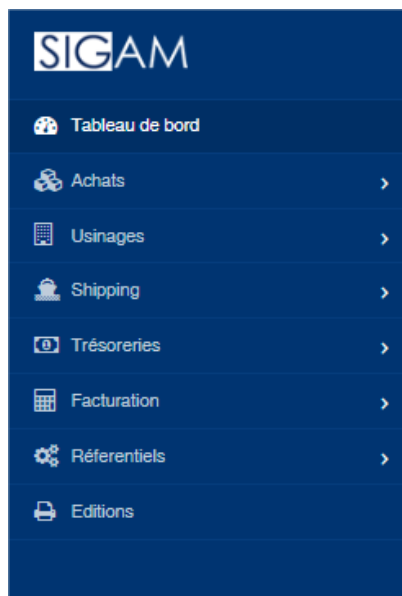 SIGAM
Tableau de bord
Achats
Usinages
Shipping
Trésoreries
Facturation
Réferentiels
Editions